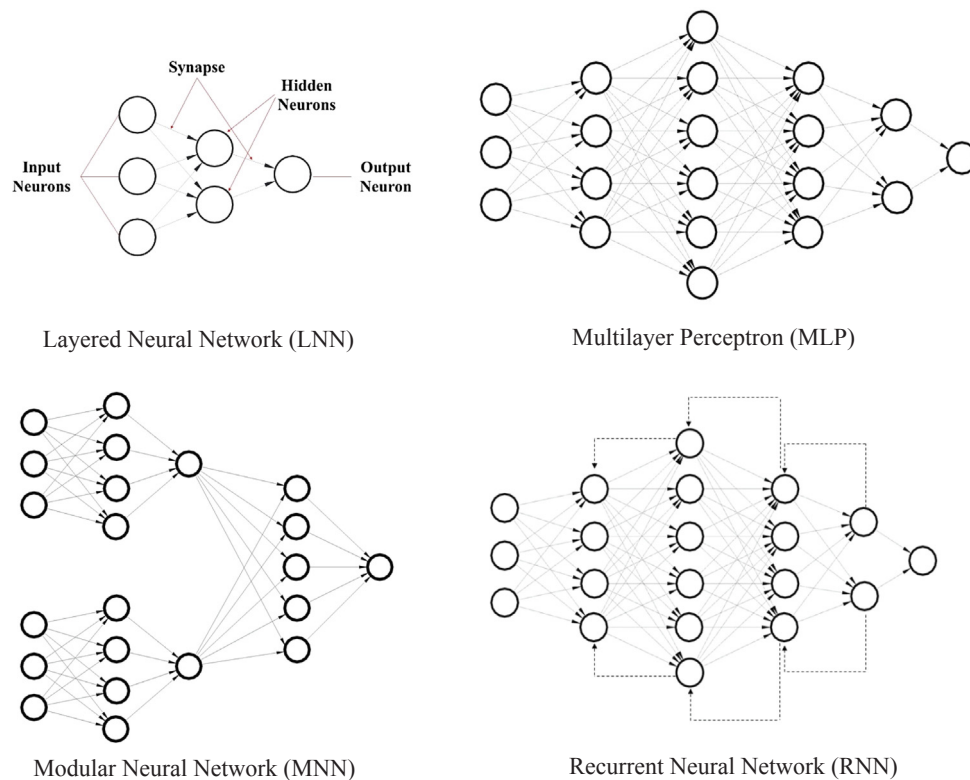 Synapse
Hidden
Neurons
Input
Neurons
Output
Neuron
Layered Neural Network (LNN)
Multilayer Perceptron (MLP)
Modular Neural Network (MNN)
Recurrent Neural Network (RNN)